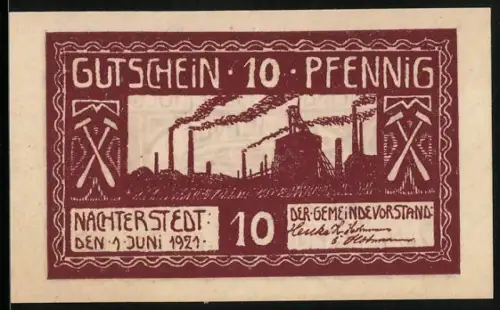 GUTSCHEIN · 10 · PFENNiG
NACHTERSTEDT:
DEN · 1 JUNi 1921 ·
10
DER · GEMEiNDEVORSTAND: